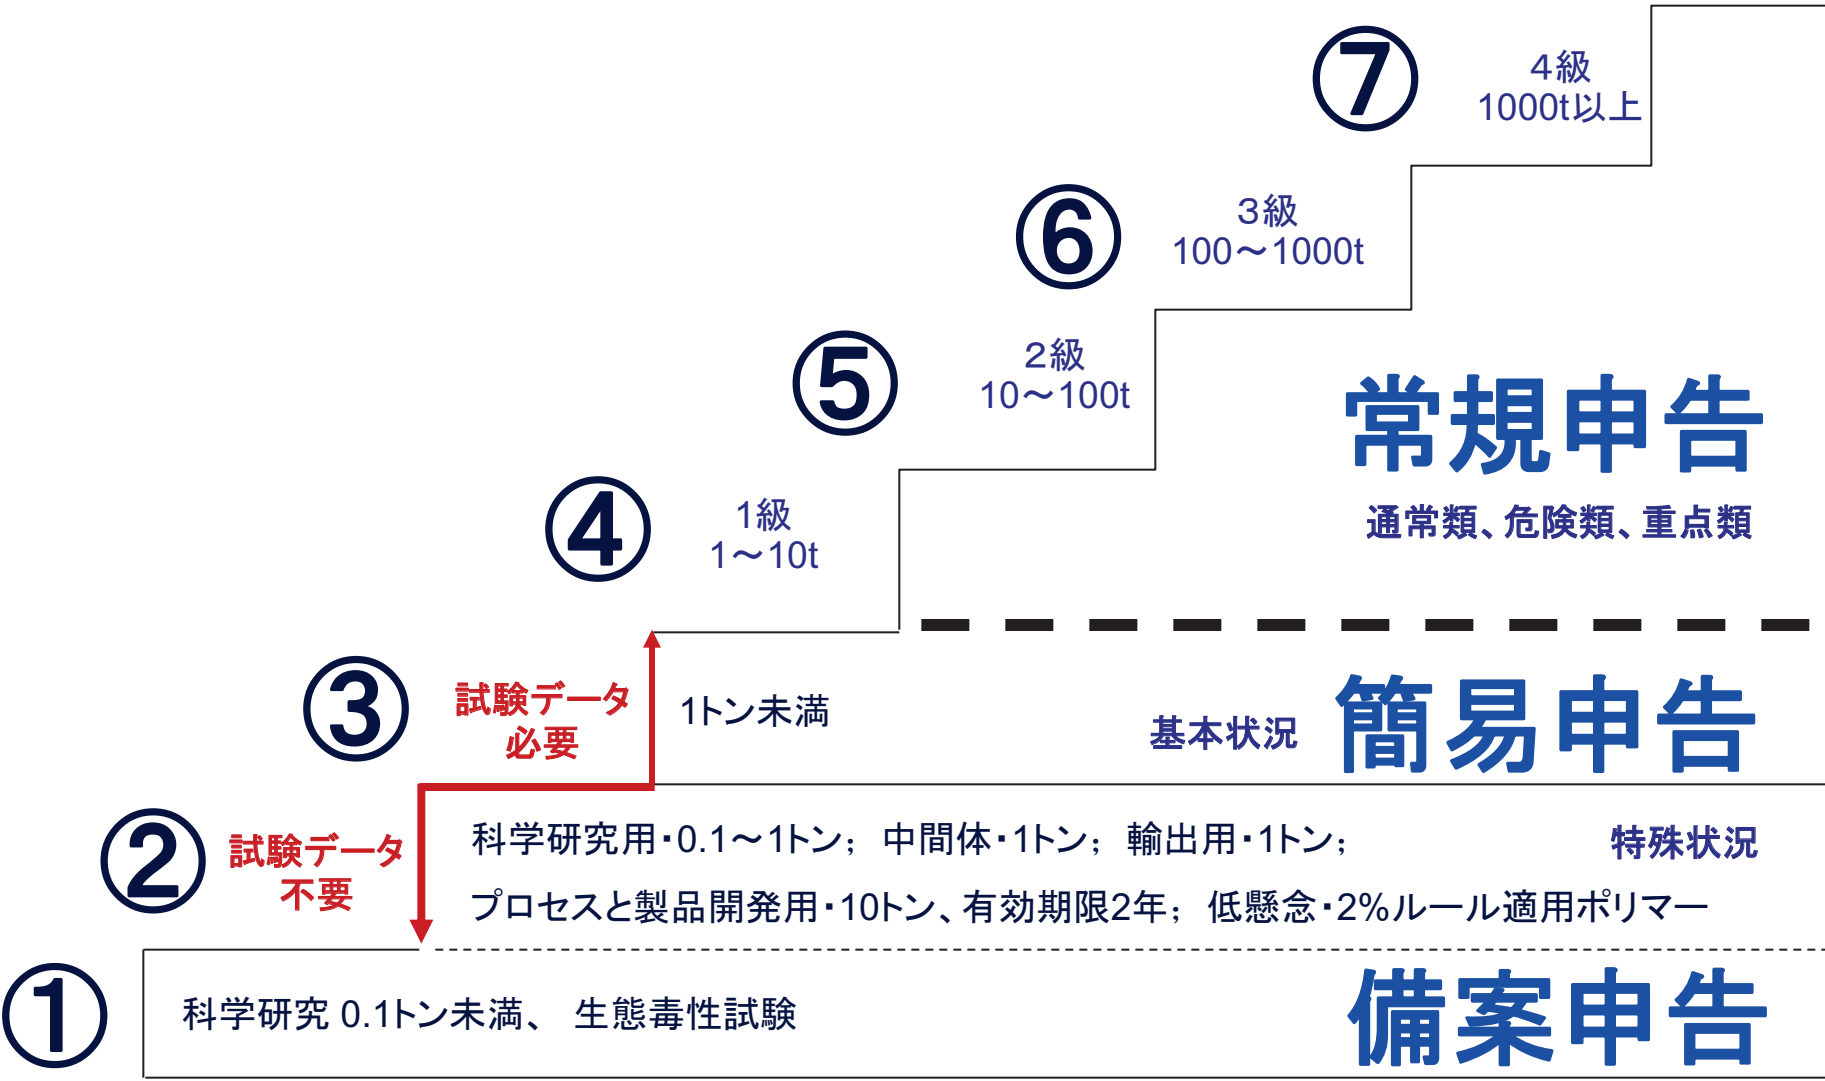 ⑦
4級
1000t以上
⑥
3級
100～1000t
⑤
2級
10～100t
常規申告
通常類、危険類、重点類
④
1級
1～10t
③
試験データ
必要
1トン未満
基本状況
簡易申告
②
試験データ
不要
科学研究用・0.1～1トン； 中間体・1トン； 輸出用・1トン；
特殊状況
プロセスと製品開発用・10トン、有効期限2年； 低懸念・2%ルール適用ポリマー
①
科学研究 0.1トン未満、 生態毒性試験
備案申告